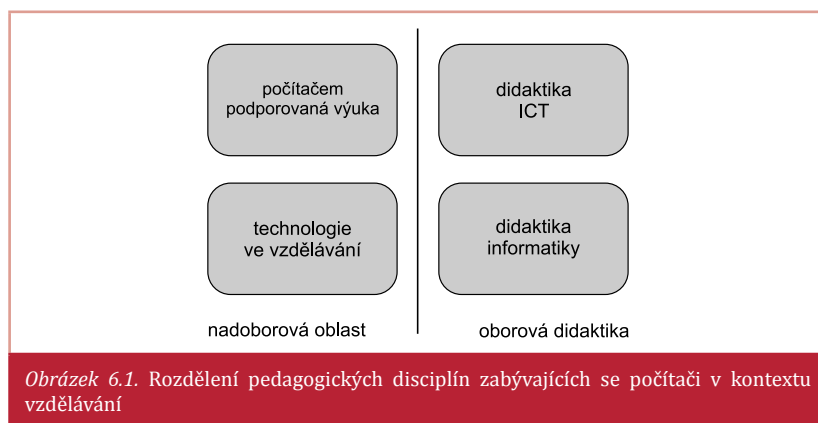 počítačem
podporovaná výuka
didaktika
ICT
technologie
ve vzdělávání
didaktika
informatiky
nadoborová oblast
oborová didaktika
Obrázek 6.1. Rozdělení pedagogických disciplín zabývajících se počítači v kontextu
vzdělávání